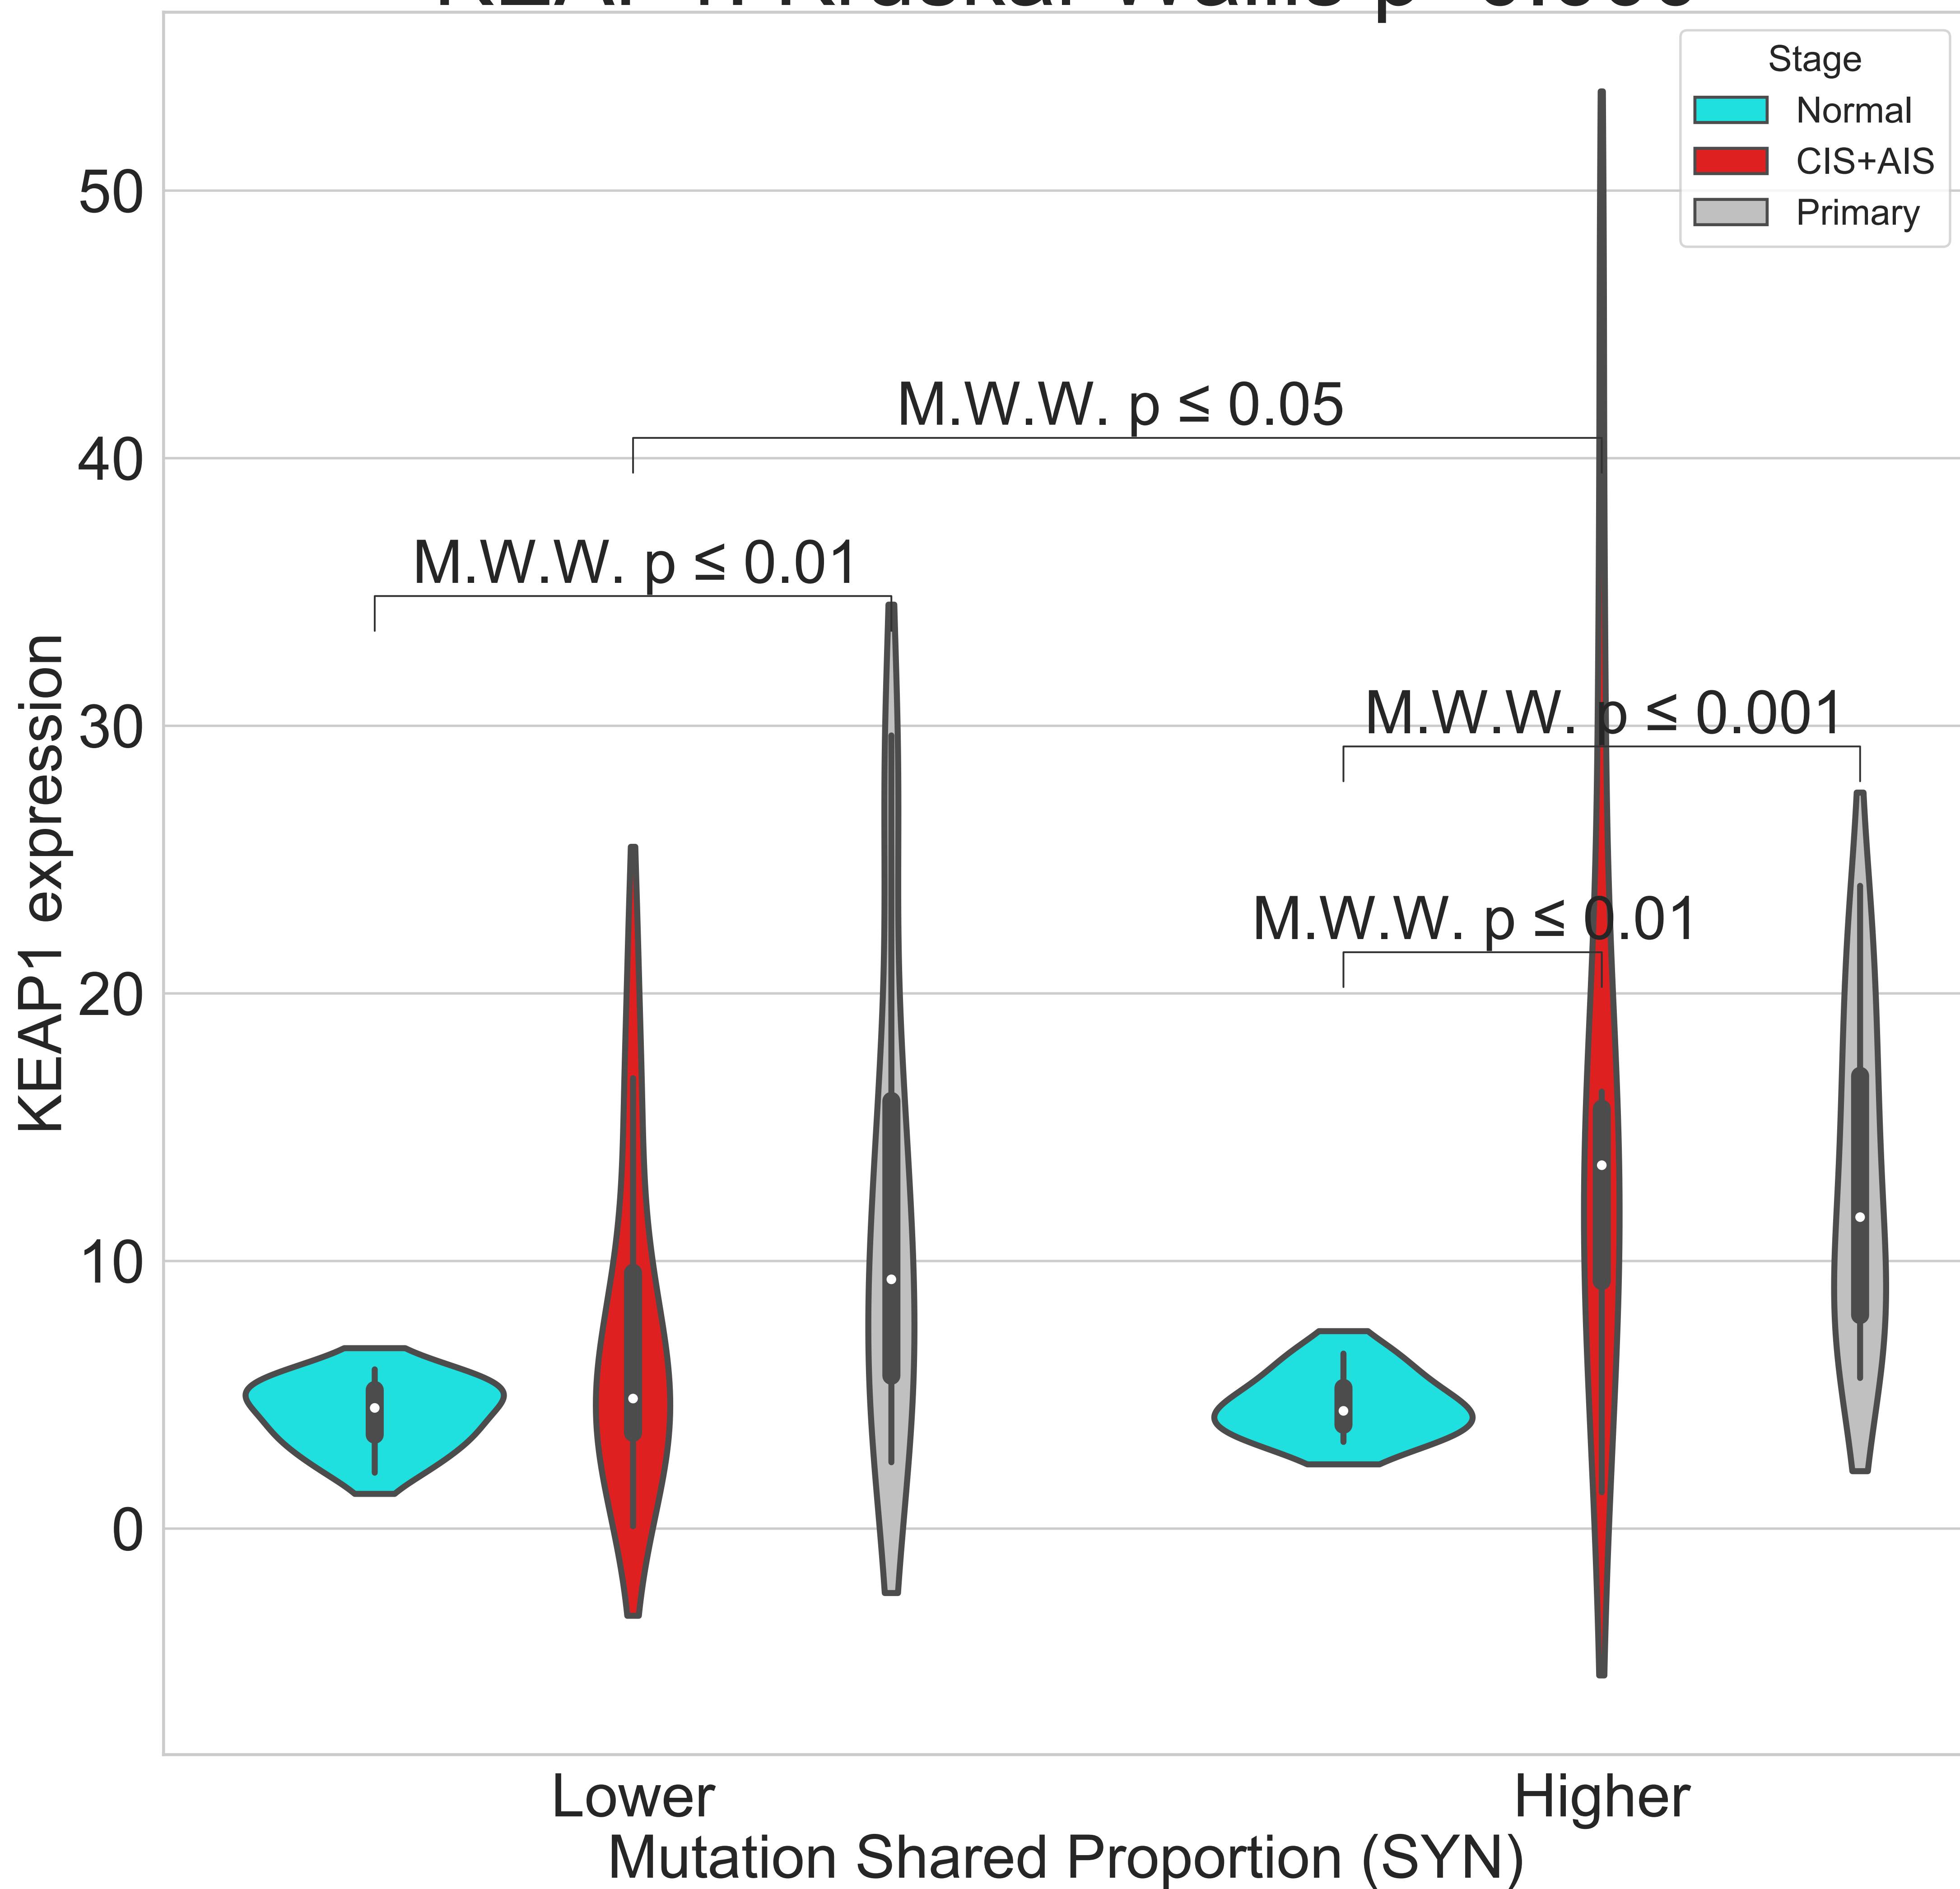 Stage
Normal
CIS+AIS
Primary
50
40
30
20
10
0
KEAP1 expression
M.W.W. p ≤ 0.05
M.W.W. p ≤ 0.01
M.W.W. p ≤ 0.001
M.W.W. p ≤ 0.01
Lower
Higher
Mutation Shared Proportion (SYN)